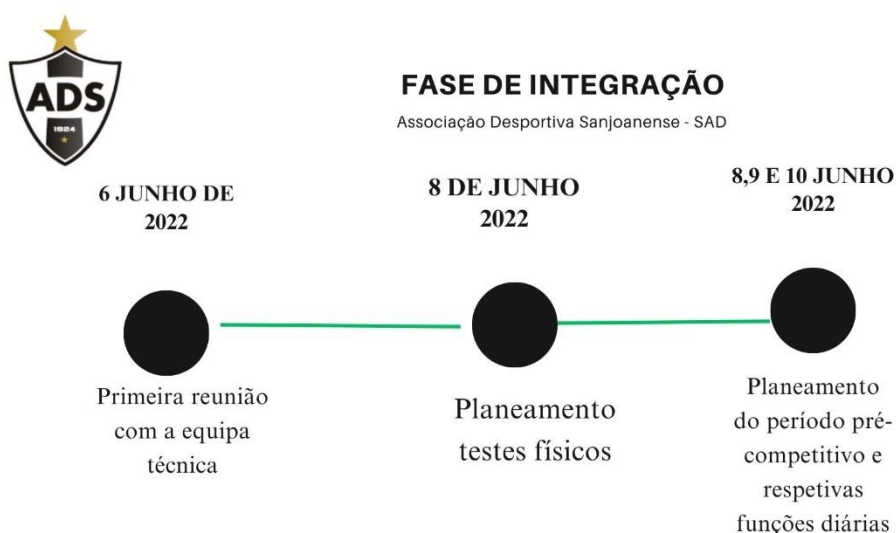 ADS
1924
FASE DE INTEGRAÇÃO
Associação Desportiva Sanjoanense - SAD
6 JUNHO DE
2022
Primeira reunião
com a equipa
técnica
8 DE JUNHO
2022
Planeamento
testes físicos
8,9 E 10 JUNHO
2022
Planeamento
do período pré-
competitivo e
respetivas
funções diárias